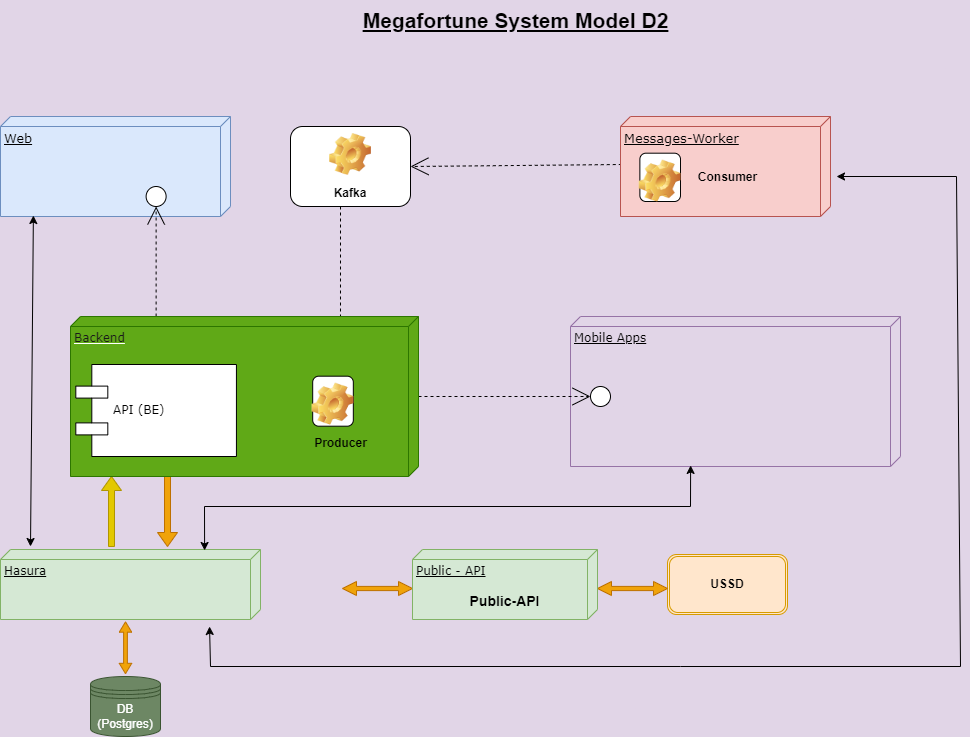 Megafortune System Model D2
Web
Kafka
Messages-Worker
Consumer
Backend
API (BE)
Producer
Mobile Apps
Hasura
Public - API
Public-API
USSD
DB
(Postgres)